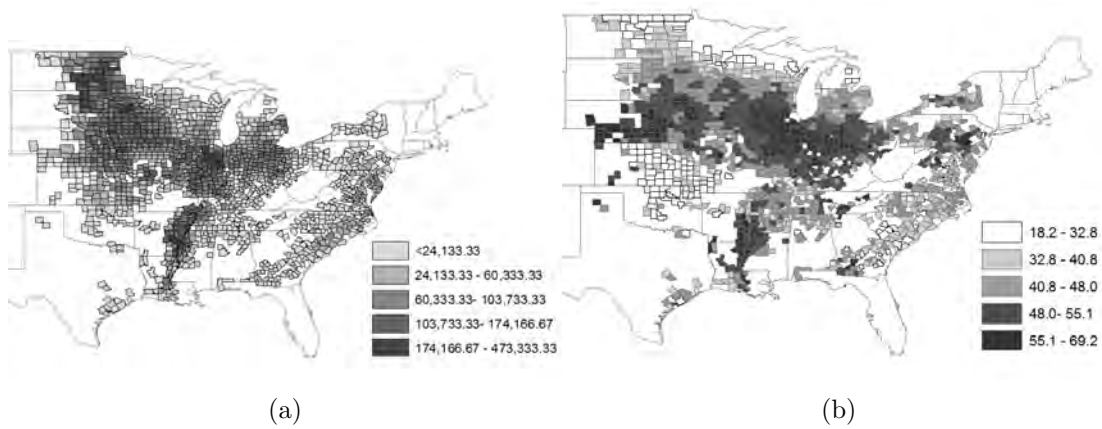 <24,133.33
24,133.33 - 60,333.33
60,333.33- 103,733.33
103,733.33- 174,166.67
174,166.67 - 473,333.33
(a)
18.2 - 32.8
32.8 - 40.8
40.8 - 48.0
48.0- 55.1
55.1 - 69.2
(b)